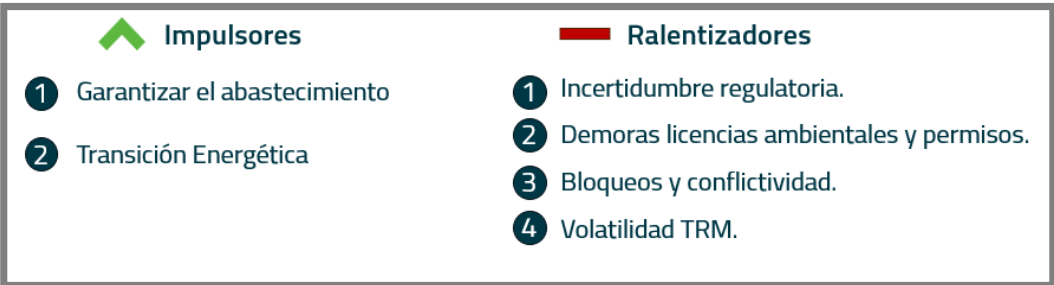 Impulsores
1 Garantizar el abastecimiento
2 Transición Energética
Ralentizadores
1 Incertidumbre regulatoria.
2 Demoras licencias ambientales y permisos.
3 Bloqueos y conflictividad.
4 Volatilidad TRM.